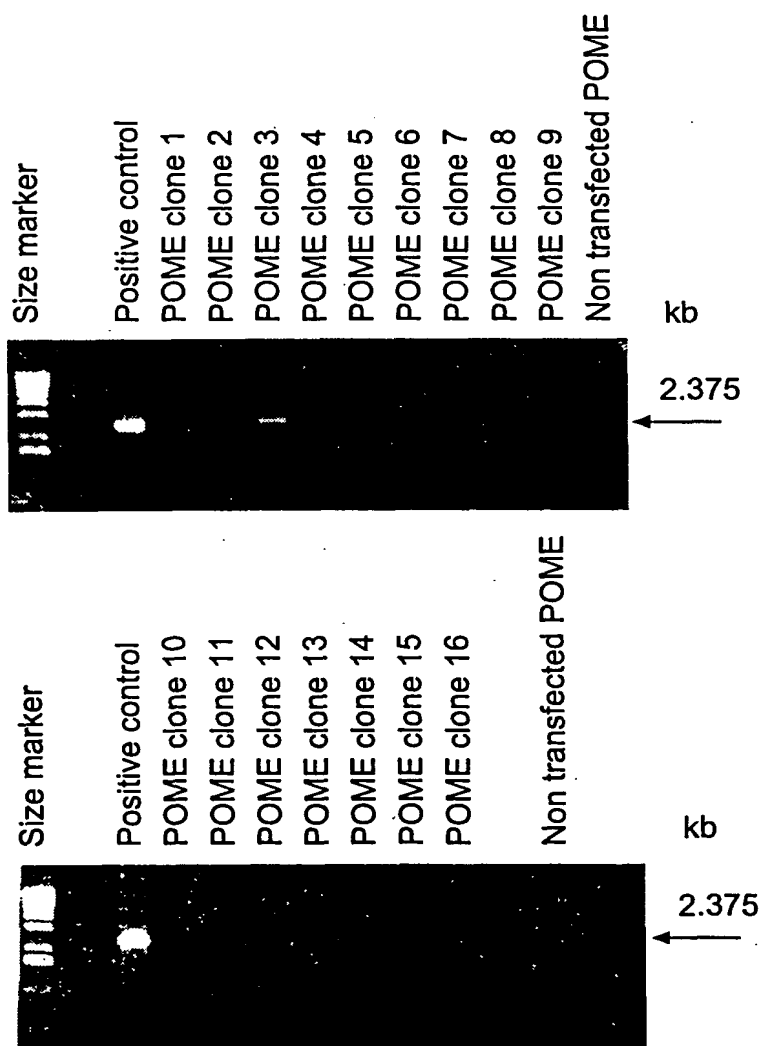 Size marker
Positive control
POME clone 1
POME clone 2
POME clone 3
POME clone 4
POME clone 5
POME clone 6
POME clone 7
POME clone 8
POME clone 9
Non transfected POME
kb
2.375
Size marker
Positive control
POME clone 10
POME clone 11
POME clone 12
POME clone 13
POME clone 14
POME clone 15
POME clone 16
Non transfected POME
kb
2.375